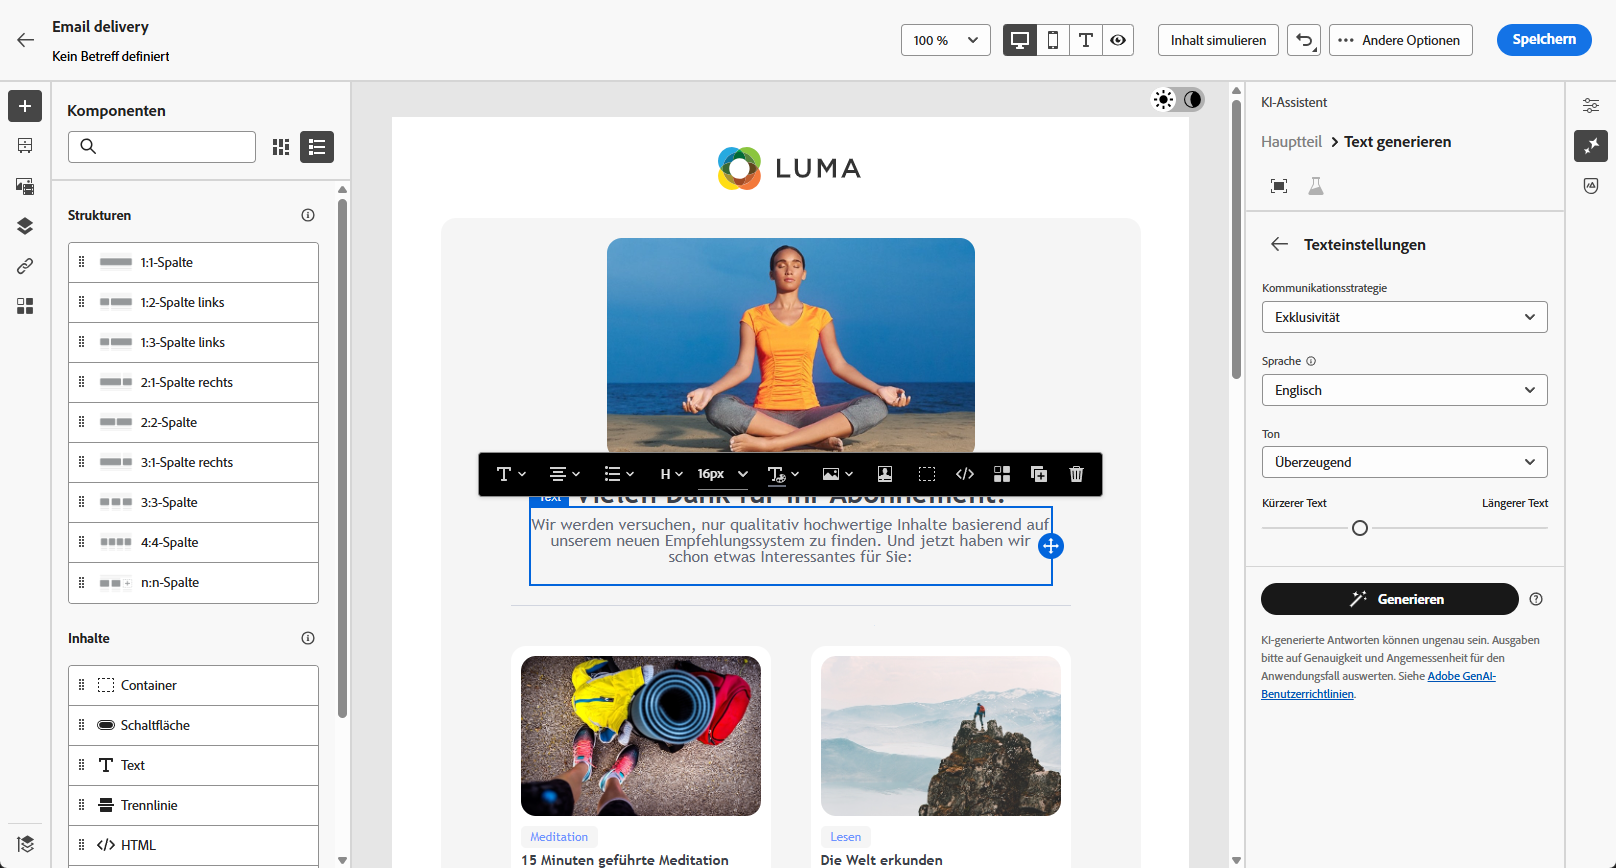 Email delivery
Kein Betreff definiert
100 %
Inhalt simulieren
Andere Optionen
Speichern
Komponenten
Strukturen
1:1-Spalte
1:2-Spalte links
1:3-Spalte links
2:1-Spalte rechts
2:2-Spalte
3:1-Spalte rechts
3:3-Spalte
4:4-Spalte
n:n-Spalte
Inhalte
Container
Schaltfläche
Text
Trennlinie
HTML
LUMA
H
16px
Text
Vielen Dank für Ihr Abonnement!
Wir werden versuchen, nur qualitativ hochwertige Inhalte basierend auf
unserem neuen Empfehlungssystem zu finden. Und jetzt haben wir
schon etwas Interessantes für Sie:
Meditation
15 Minuten geführte Meditation
Lesen
Die Welt erkunden
KI-Assistent
Hauptteil > Text generieren
Texteinstellungen
Kommunikationsstrategie
Exklusivität
Sprache
Englisch
Ton
Überzeugend
Kürzerer Text
Längerer Text
Generieren
KI-generierte Antworten können ungenau sein. Ausgaben
bitte auf Genauigkeit und Angemessenheit für den
Anwendungsfall auswerten. Siehe Adobe GenAI-
Benutzerrichtlinien.